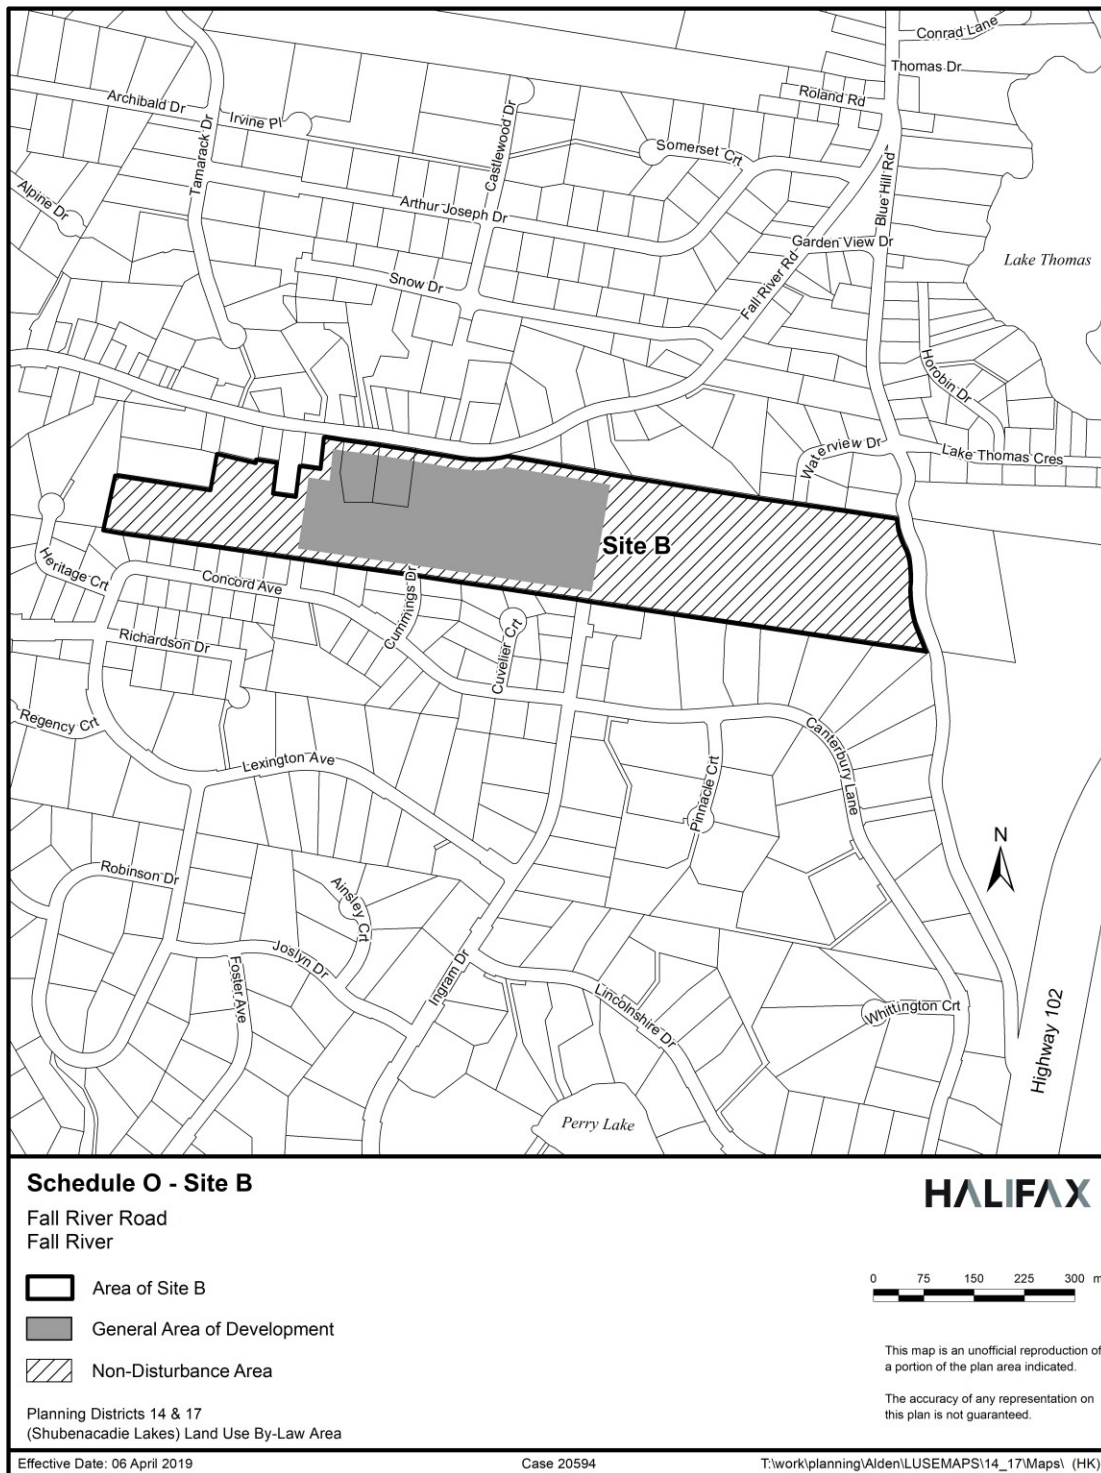 Conrad Lane
Thomas Dr
Roland Rd
Archibald Dr
Irvine Pl
Tamarack Dr
Castlewood Dr
Somerset Crt
Blue Hill Rd
Alpine Dr
Arthur Joseph Dr
Garden View Dr
Lake Thomas
Snow Dr
Fall River Rd
Horobin Dr
Waterview Dr
Lake Thomas Cres
Site B
Heritage Crt
Concord Ave
Cummings Dr
Cuvelier Crt
Richardson Dr
Regency Crt
Lexington Ave
Canterbury Lane
Pinnacle Crt
N
Robinson Dr
Ainsley Crt
Joslyn Dr
Foster Ave
Ingram Dr
Lincolnshire Dr
Whittington Crt
Highway 102
Perry Lake
Schedule O - Site B
HALIFAX
Fall River Road
Fall River
Area of Site B
General Area of Development
Non-Disturbance Area
0 75 150 225 300 m
This map is an unofficial reproduction of
a portion of the plan area indicated.
The accuracy of any representation on
this plan is not guaranteed.
Planning Districts 14 & 17
(Shubenacadie Lakes) Land Use By-Law Area
Effective Date: 06 April 2019 Case 20594 T:\work\planning\Alden\LUSEMAPS\14_17\Maps\ (HK)